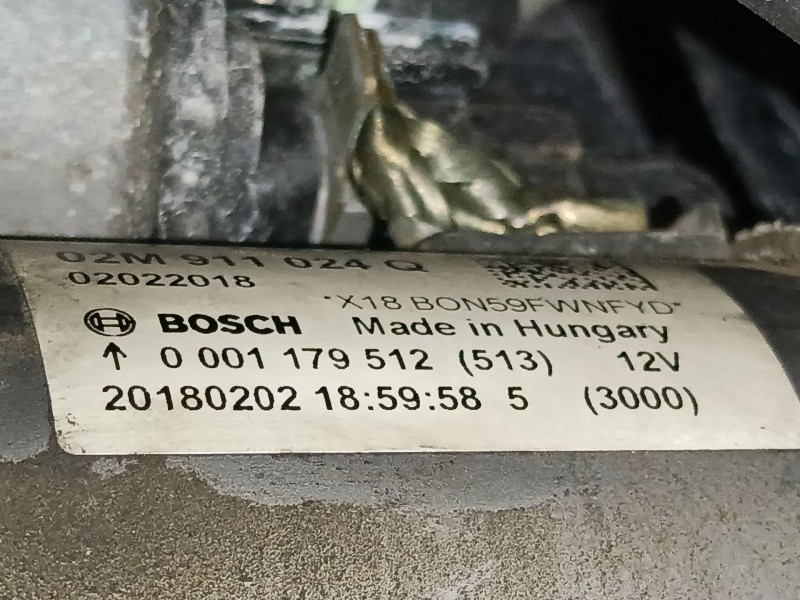 02M 911 024 Q
02022018
*X18 BON59FWNFYD*
BOSCH Made in Hungary
↑ 0 001 179 512 (513) 12V
20180202 18:59:58 5 (3000)